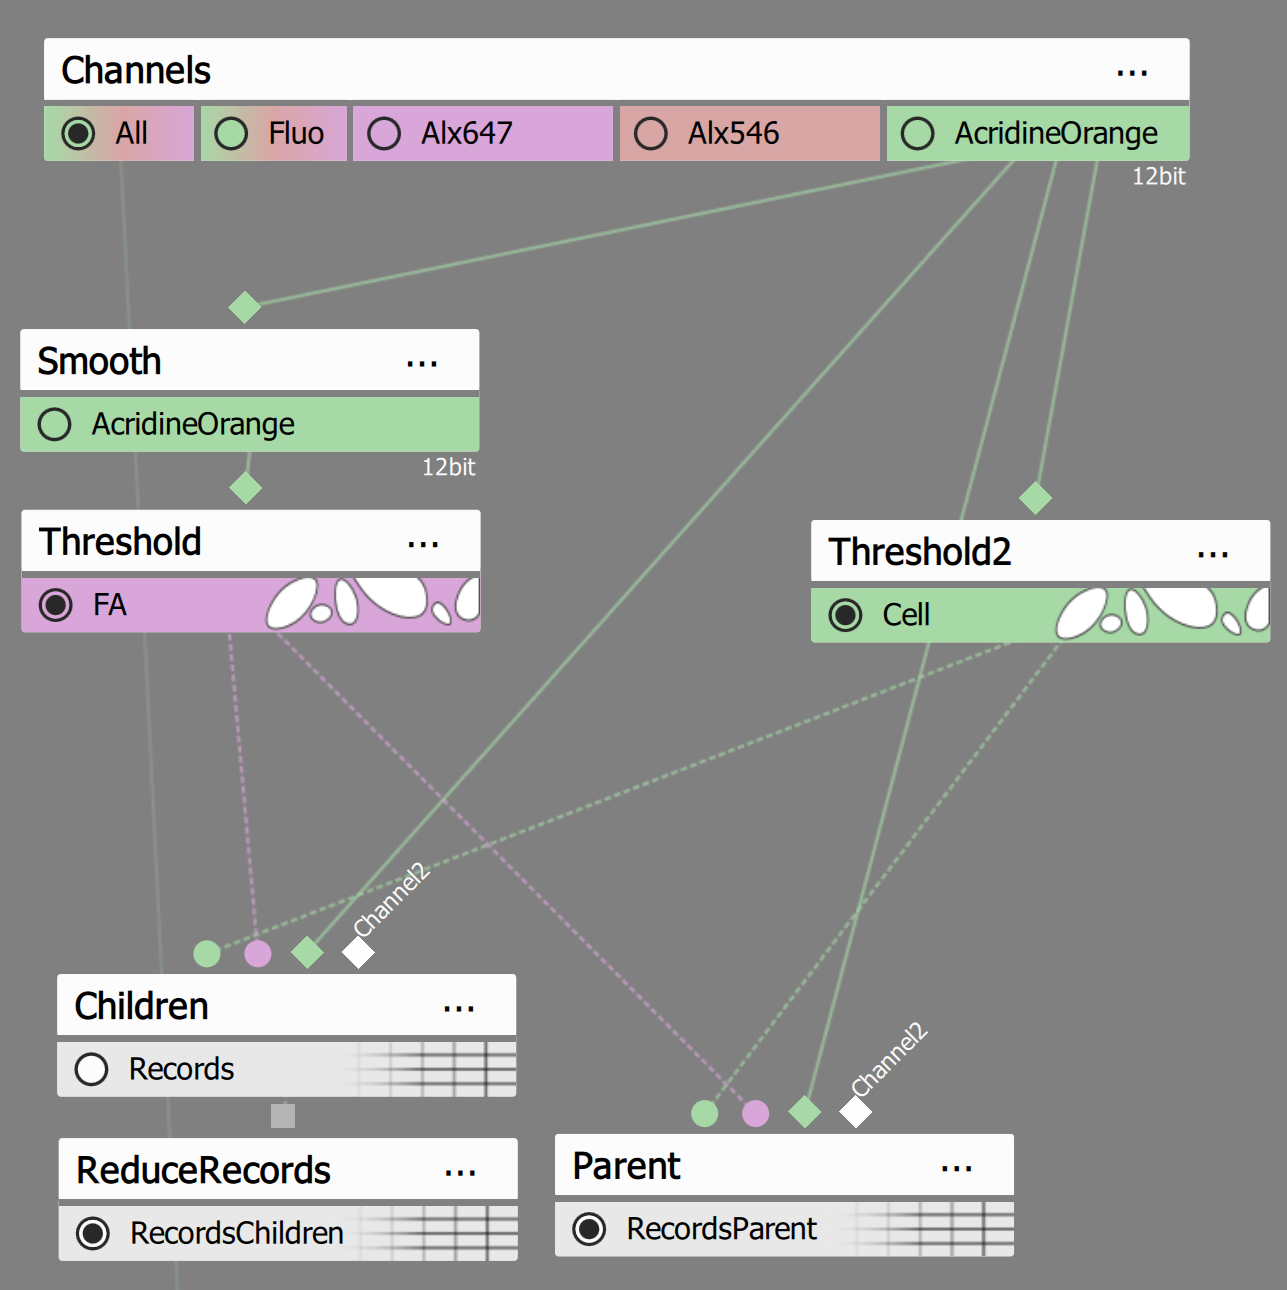 Channels ...
All Fluo Alx647 Alx546 AcridineOrange
12bit
Smooth ...
AcridineOrange
12bit
Threshold ...
FA
Threshold2 ...
Cell
Channel2
Children ...
Records
Channel2
ReduceRecords ...
RecordsChildren
Parent ...
RecordsParent